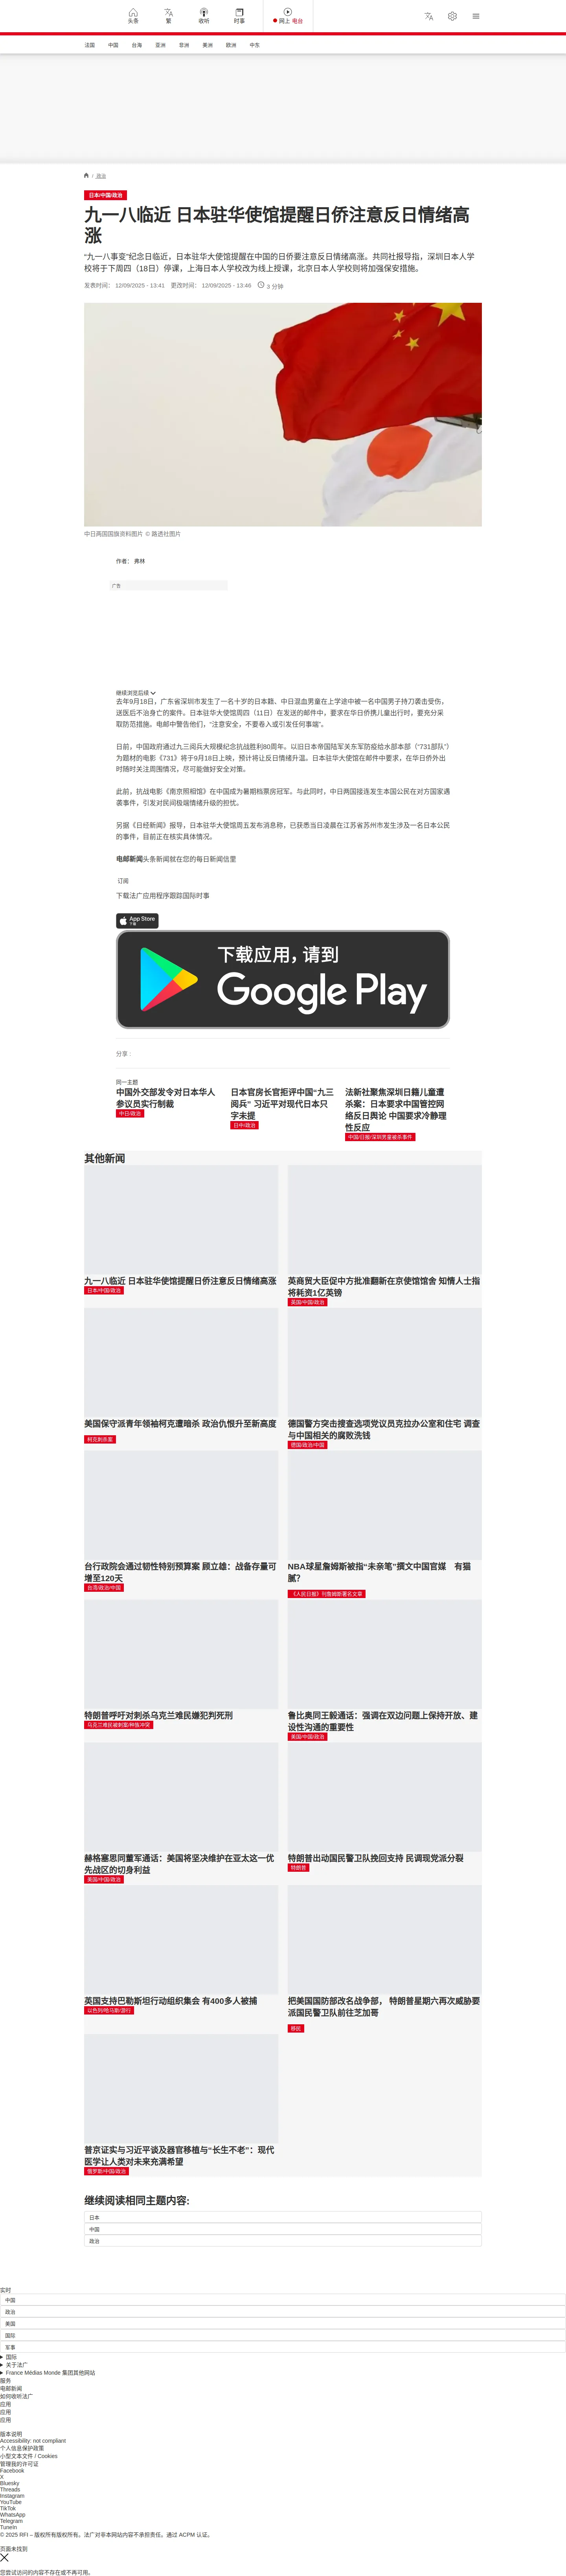 头条
繁
收听
时事
网上 电台
法国
中国
台海
亚洲
非洲
美洲
欧洲
中东
/ 政治
日本/中国/政治
九一八临近 日本驻华使馆提醒日侨注意反日情绪高
涨
“九一八事变”纪念日临近，日本驻华大使馆提醒在中国的日侨要注意反日情绪高涨。共同社报导指，深圳日本人学
校将于下周四（18日）停课，上海日本人学校改为线上授课，北京日本人学校则将加强保安措施。
发表时间： 12/09/2025 - 13:41 更改时间： 12/09/2025 - 13:46 3 分钟
中日两国国旗资料图片 © 路透社图片
作者： 弗林
广告
继续浏览后续
去年9月18日，广东省深圳市发生了一名十岁的日本籍、中日混血男童在上学途中被一名中国男子持刀袭击受伤，
送医后不治身亡的案件。日本驻华大使馆周四（11日）在发送的邮件中，要求在华日侨携儿童出行时，要充分采
取防范措施。电邮中警告他们，“注意安全，不要卷入或引发任何事端”。
日前，中国政府通过九三阅兵大规模纪念抗战胜利80周年。以旧日本帝国陆军关东军防疫给水部本部（“731部队”）
为题材的电影《731》将于9月18日上映，预计将让反日情绪升温。日本驻华大使馆在邮件中要求，在华日侨外出
时随时关注周围情况，尽可能做好安全对策。
此前，抗战电影《南京照相馆》在中国成为暑期档票房冠军。与此同时，中日两国接连发生本国公民在对方国家遇
袭事件，引发对民间极端情绪升级的担忧。
另据《日经新闻》报导，日本驻华大使馆周五发布消息称，已获悉当日凌晨在江苏省苏州市发生涉及一名日本公民
的事件，目前正在核实具体情况。
电邮新闻头条新闻就在您的每日新闻信里
订阅
下载法广应用程序跟踪国际时事
App Store
下载
下载应用，请到
Google Play
分享 :
同一主题
中国外交部发令对日本华人
参议员实行制裁
中日/政治
日本官房长官拒评中国“九三
阅兵” 习近平对现代日本只
字未提
日中/政治
法新社聚焦深圳日籍儿童遭
杀案：日本要求中国管控网
络反日舆论 中国要求冷静理
性反应
中国/日报/深圳男童被杀事件
其他新闻
九一八临近 日本驻华使馆提醒日侨注意反日情绪高涨
日本/中国/政治
英商贸大臣促中方批准翻新在京使馆馆舍 知情人士指
将耗资1亿英镑
英国/中国/政治
美国保守派青年领袖柯克遭暗杀 政治仇恨升至新高度
柯克刺杀案
德国警方突击搜查选项党议员克拉办公室和住宅 调查
与中国相关的腐败洗钱
德国/政治/中国
台行政院会通过韧性特别预算案 顾立雄：战备存量可
增至120天
台湾/政治/中国
NBA球星詹姆斯被指“未亲笔”撰文中国官媒 有猫
腻？
《人民日报》刊詹姆斯署名文章
特朗普呼吁对刺杀乌克兰难民嫌犯判死刑
乌克兰难民被刺案/种族冲突
鲁比奥同王毅通话：强调在双边问题上保持开放、建
设性沟通的重要性
美国/中国/政治
赫格塞思同董军通话：美国将坚决维护在亚太这一优
先战区的切身利益
美国/中国/政治
特朗普出动国民警卫队挽回支持 民调现党派分裂
特朗普
英国支持巴勒斯坦行动组织集会 有400多人被捕
以色列/哈马斯/游行
把美国国防部改名战争部， 特朗普星期六再次威胁要
派国民警卫队前往芝加哥
移民
普京证实与习近平谈及器官移植与“长生不老”：现代
医学让人类对未来充满希望
俄罗斯/中国/政治
继续阅读相同主题内容:
日本
中国
政治
实时
中国
政治
美国
国际
军事
国际
关于法广
France Médias Monde 集团其他网站
服务
电邮新闻
如何收听法广
应用
应用
应用
版本说明
Accessibility: not compliant
个人信息保护政策
小型文本文件 / Cookies
管理我的许可证
Facebook
X
Bluesky
Threads
Instagram
YouTube
TikTok
WhatsApp
Telegram
TuneIn
© 2025 RFI – 版权所有版权所有。法广对非本网站内容不承担责任。通过 ACPM 认证。
页面未找到
您尝试访问的内容不存在或不再可用。